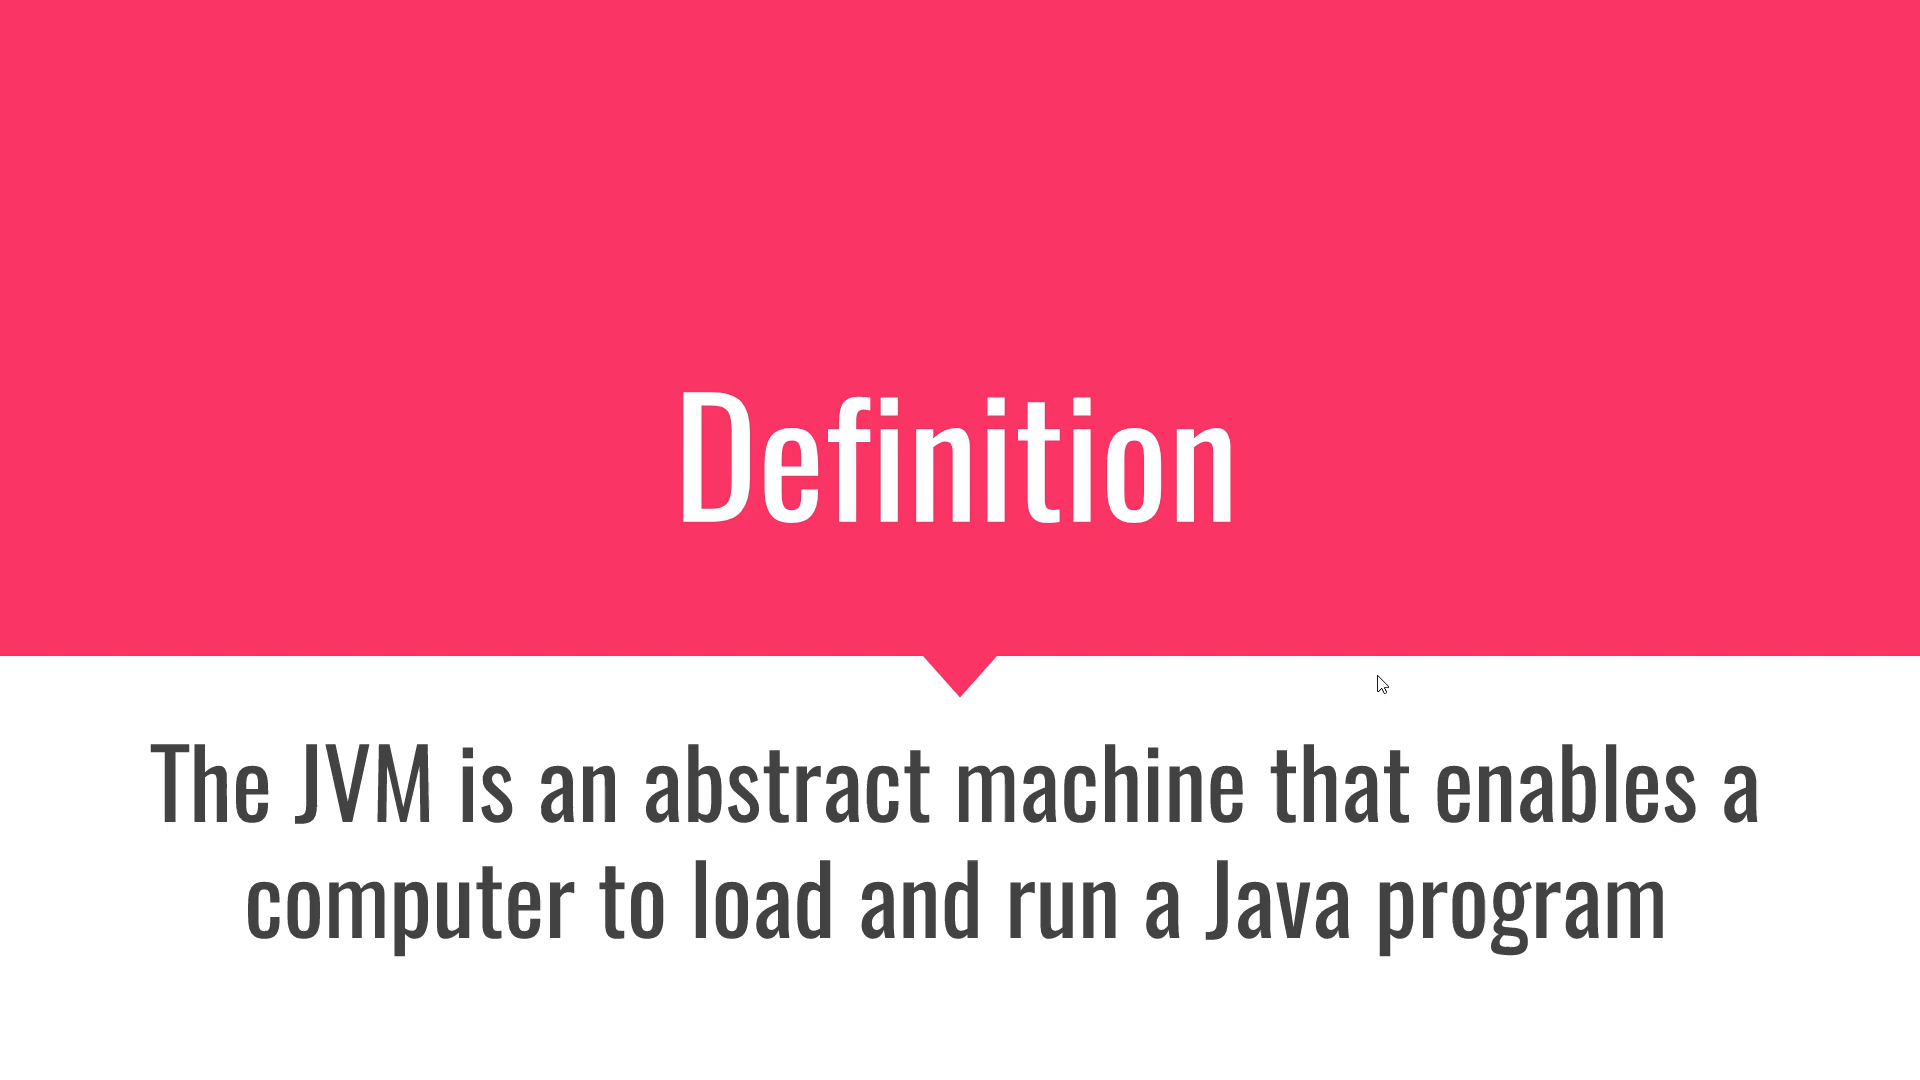 Definition
The JVM is an abstract machine that enables a
computer to load and run a Java program